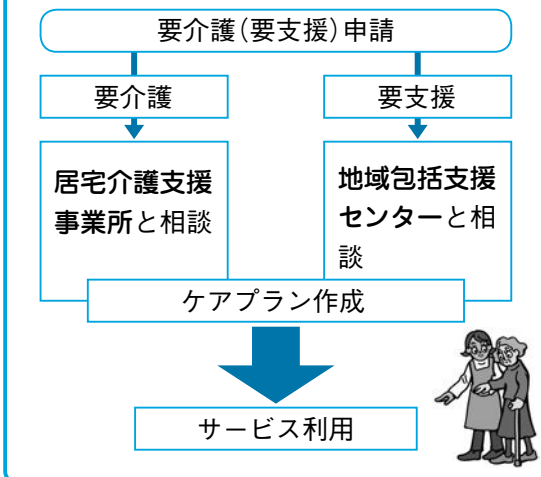 要介護(要支援)申請
要介護
要支援
居宅介護支援
事業所と相談
地域包括支援
センターと相
談
ケアプラン作成
サービス利用